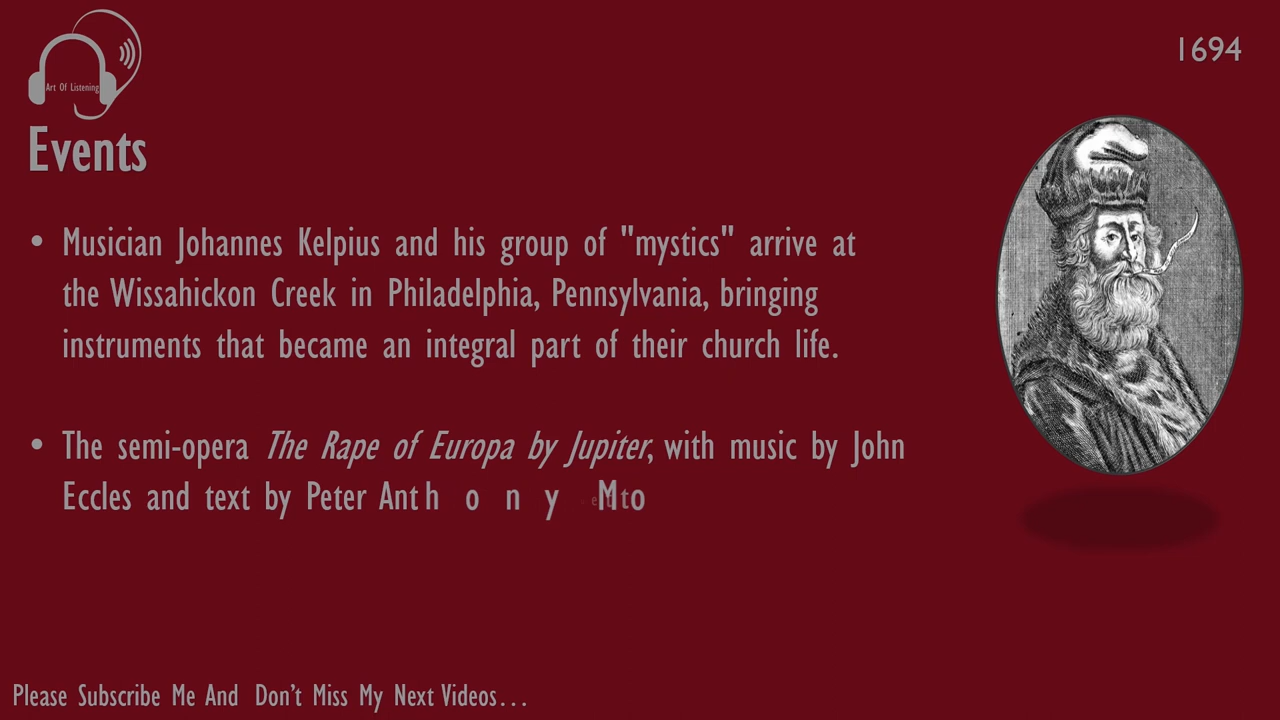 Art Of Listening
1694
Events
• Musician Johannes Kelpius and his group of "mystics" arrive at
the Wissahickon Creek in Philadelphia, Pennsylvania, bringing
instruments that became an integral part of their church life.
• The semi-opera The Rape of Europa by Jupiter, with music by John
Eccles and text by Peter Anthony
Please Subscribe Me And Don’t Miss My Next Videos...